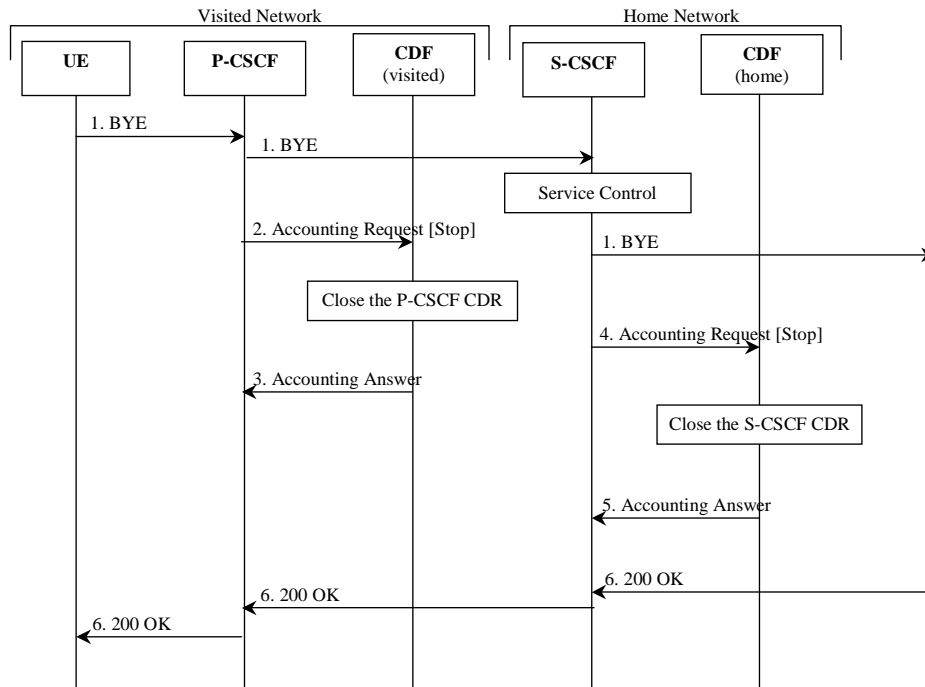 Visited Network
Home Network
UE
P-CSCF
CDF
(visited)
S-CSCF
CDF
(home)
1. BYE
1. BYE
Service Control
2. Accounting Request [Stop]
1. BYE
Close the P-CSCF CDR
4. Accounting Request [Stop]
3. Accounting Answer
Close the S-CSCF CDR
5. Accounting Answer
6. 200 OK
6. 200 OK
6. 200 OK